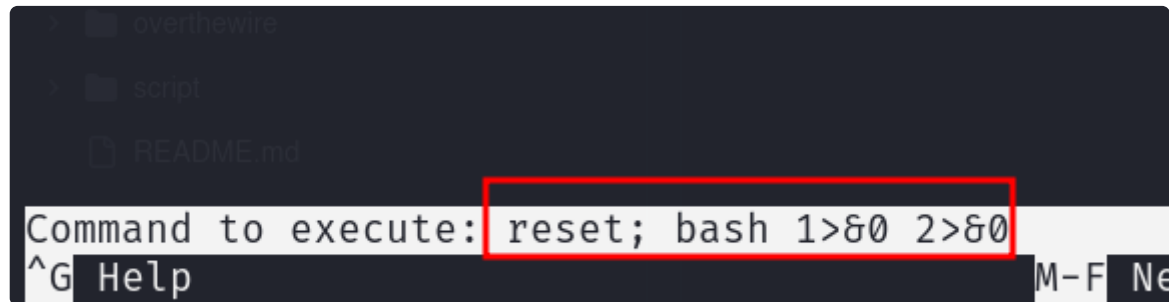 overthewire
script
README.md
Command to execute: reset; bash 1>&0 2>&0
^G Help M-F Ne